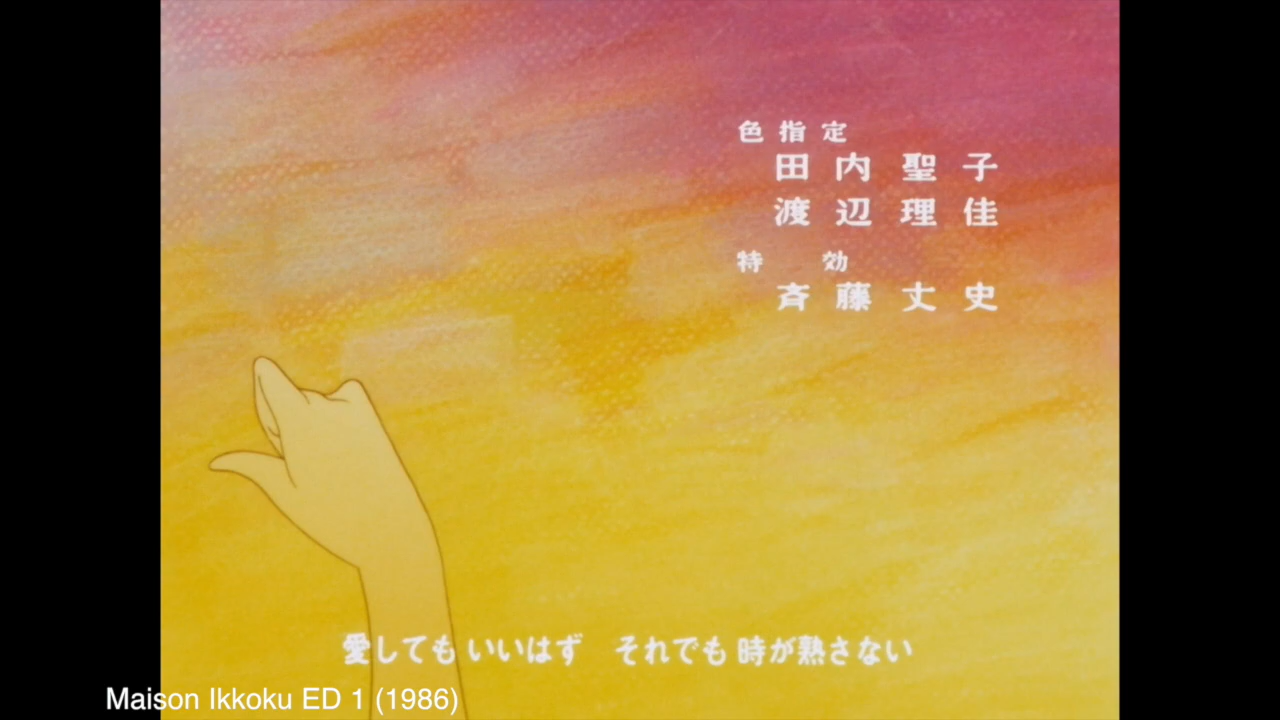 色指定
田内聖子
渡辺理佳
特 効
斉藤丈史
愛してもいいはず それでも時が熟さない
Maison Ikkoku ED 1 (1986)